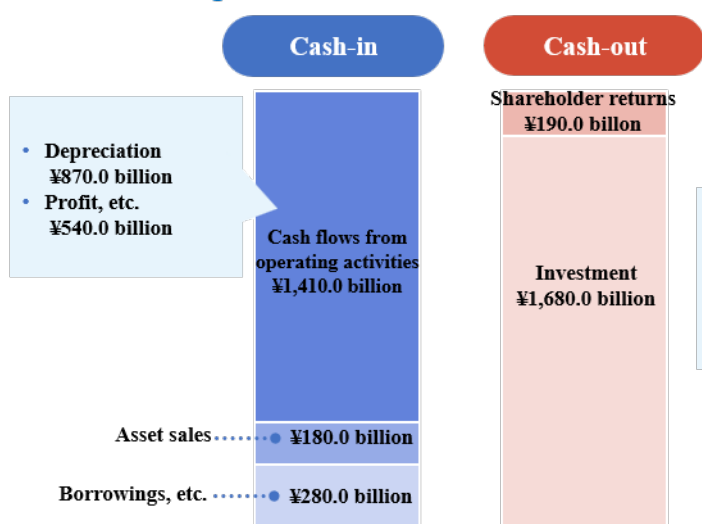 Cash-in
Cash-out
Shareholder returns
¥190.0 billon
• Depreciation
¥870.0 billion
• Profit, etc.
¥540.0 billion
Cash flows from
operating activities
¥1,410.0 billion
Investment
¥1,680.0 billion
Asset sales
¥180.0 billion
Borrowings, etc.
¥280.0 billion